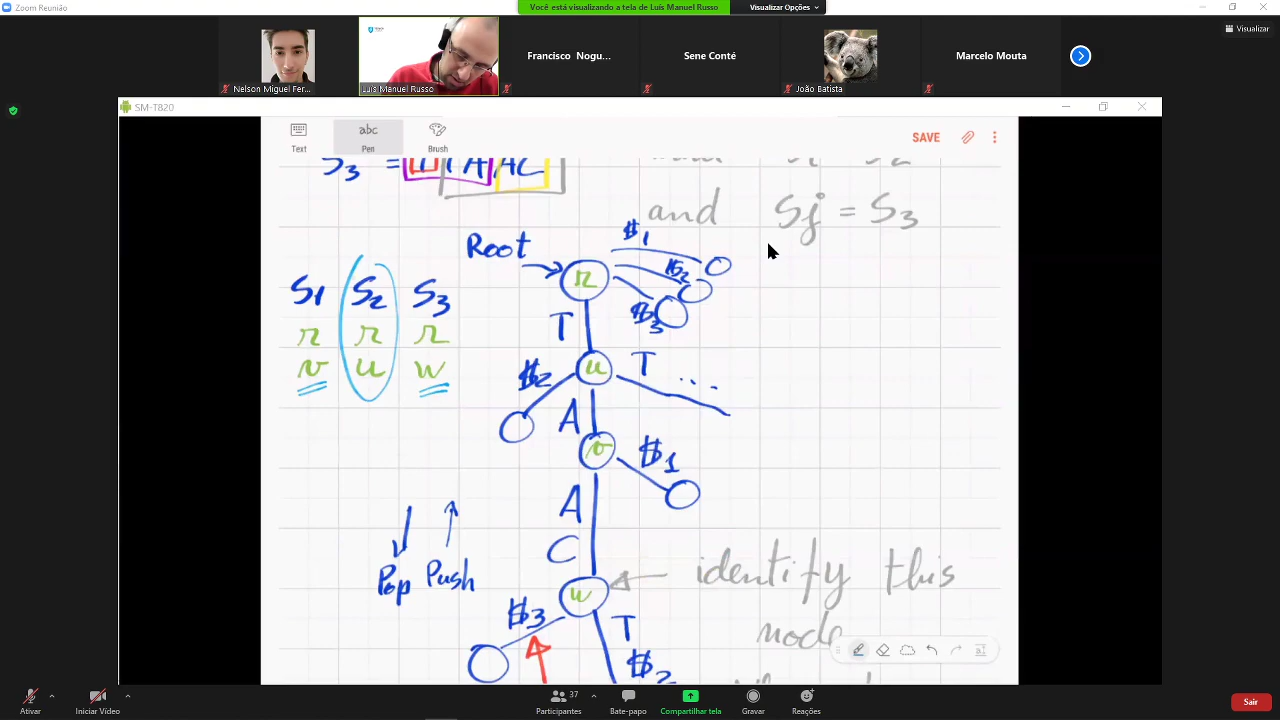 Zoom Reunião
Você está visualizando a tela de Luís Manuel Russo
Visualizar Opções
Visualizar
Nelson Miguel Fer...
Luís Manuel Russo
Francisco Nogu...
Sene Conté
João Batista
Marcelo Mouta
SM-T820
Text
abc
Pen
Brush
SAVE
S3 =
TA
AC
and Sj = S3
Root
$1
$2
$3
r
S1 S2 S3
r r r
v u w
T
u
T ...
$2
A
v
$1
A
C
w
identify this
node
Pop Push
$3
T
$2
Ativar
Iniciar Vídeo
37
Participantes
Bate-papo
Compartilhar tela
Gravar
Reações
Sair